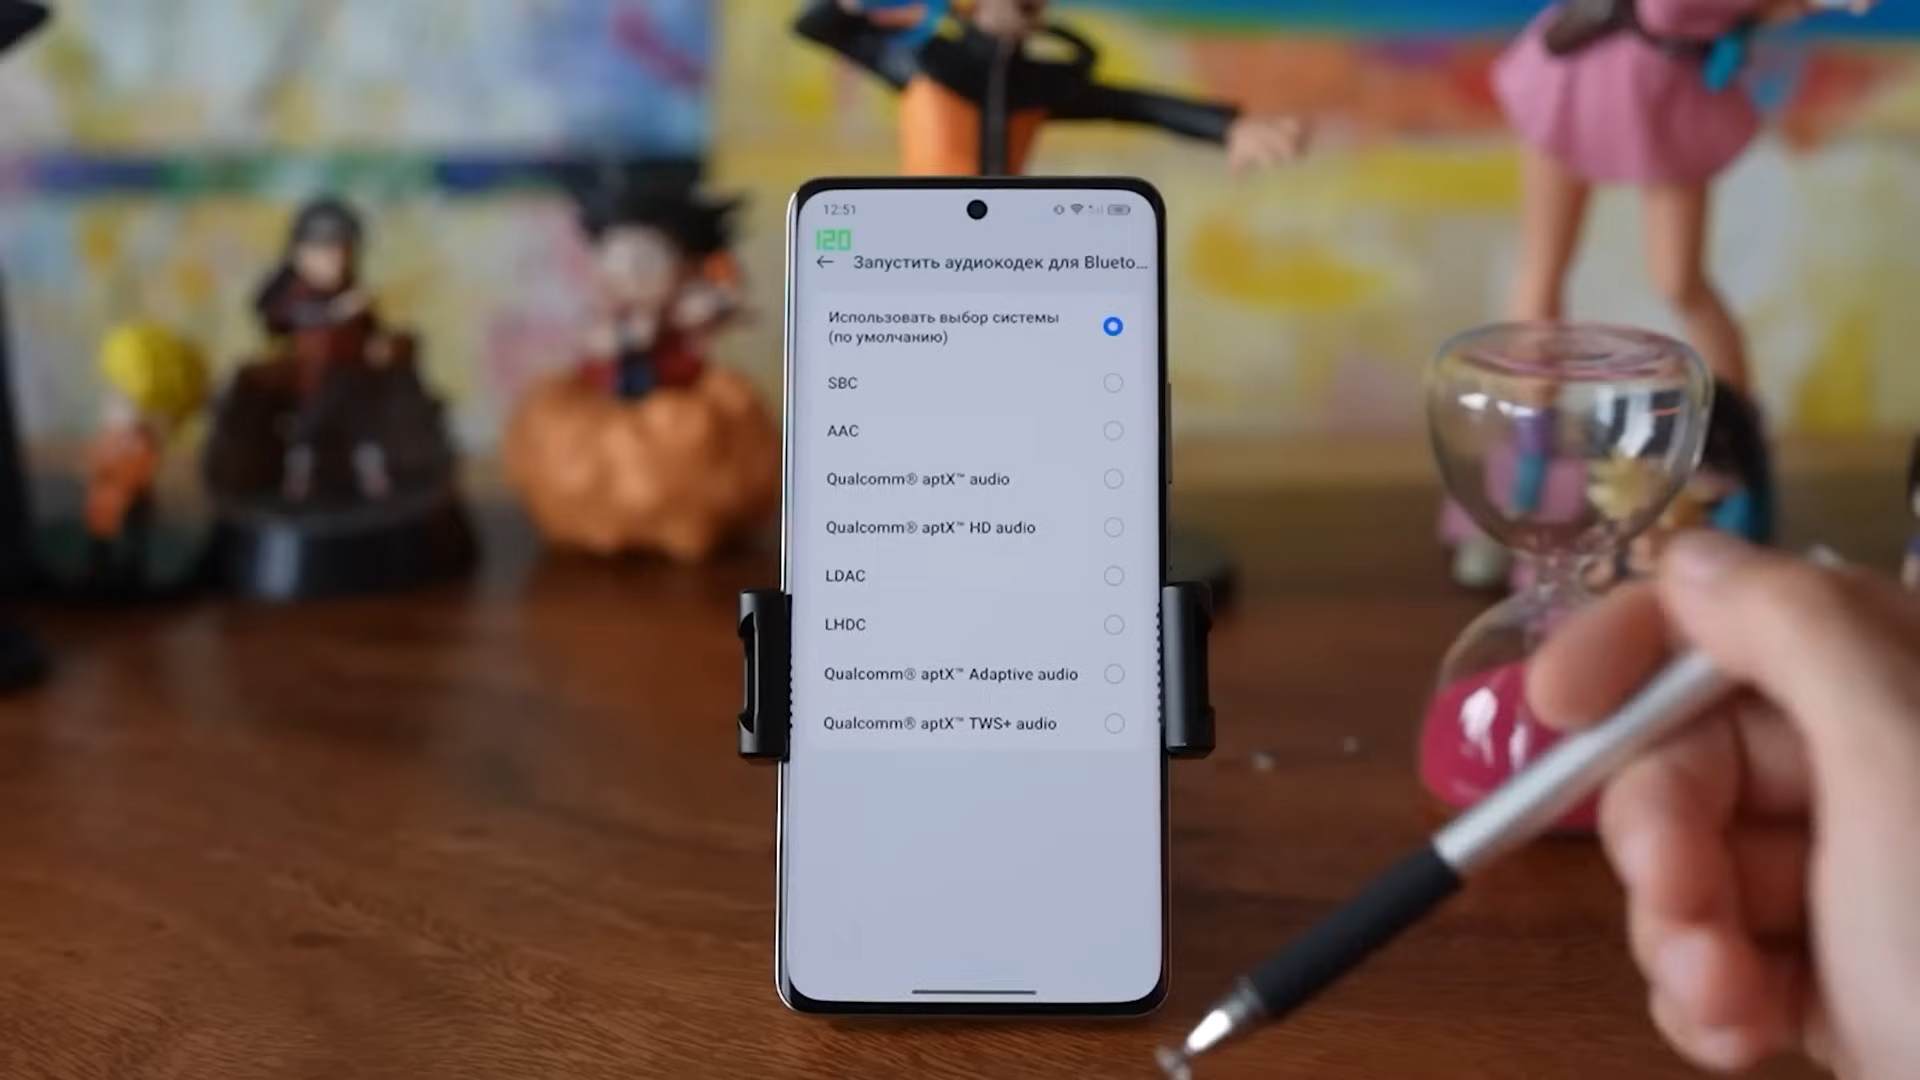 12:51
120
Запустить аудиокодек для Blueto...
Использовать выбор системы
(по умолчанию)
SBC
AAC
Qualcomm® aptX™ audio
Qualcomm® aptX™ HD audio
LDAC
LHDC
Qualcomm® aptX™ Adaptive audio
Qualcomm® aptX™ TWS+ audio